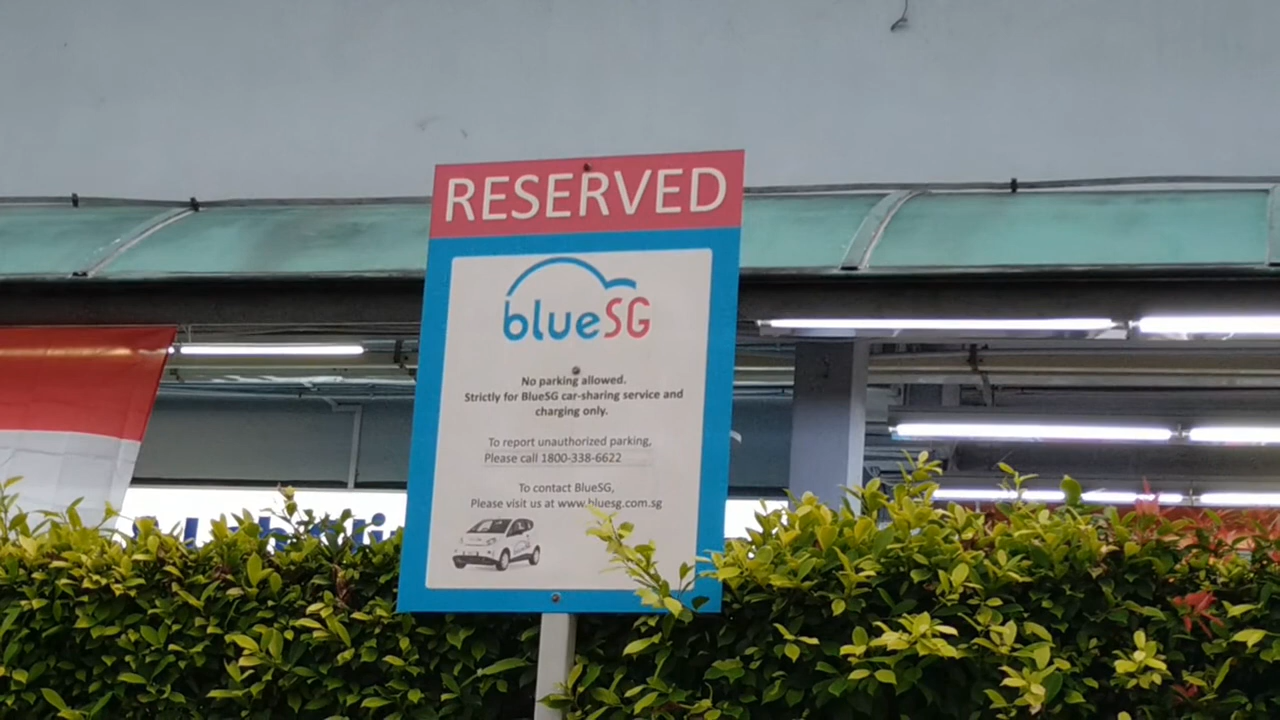 RESERVED
blueSG
No parking allowed.
Strictly for BlueSG car-sharing service and
charging only.
To report unauthorized parking,
Please call 1800-338-6622
To contact BlueSG,
Please visit us at www.bluesg.com.sg